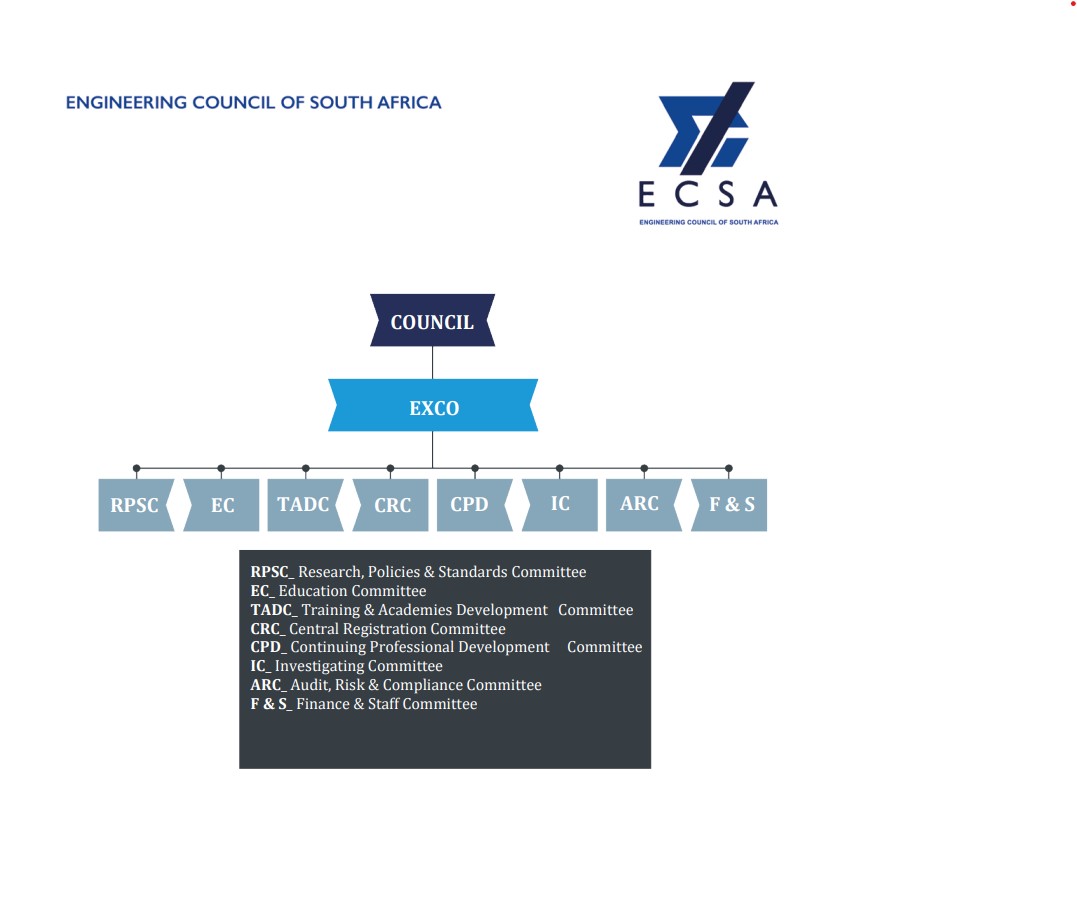 ENGINEERING COUNCIL OF SOUTH AFRICA
E C S A
ENGINEERING COUNCIL OF SOUTH AFRICA
COUNCIL
EXCO
RPSC EC TADC CRC CPD IC ARC F & S
RPSC_ Research, Policies & Standards Committee
EC_ Education Committee
TADC_ Training & Academies Development Committee
CRC_ Central Registration Committee
CPD_ Continuing Professional Development Committee
IC_ Investigating Committee
ARC_ Audit, Risk & Compliance Committee
F & S_ Finance & Staff Committee